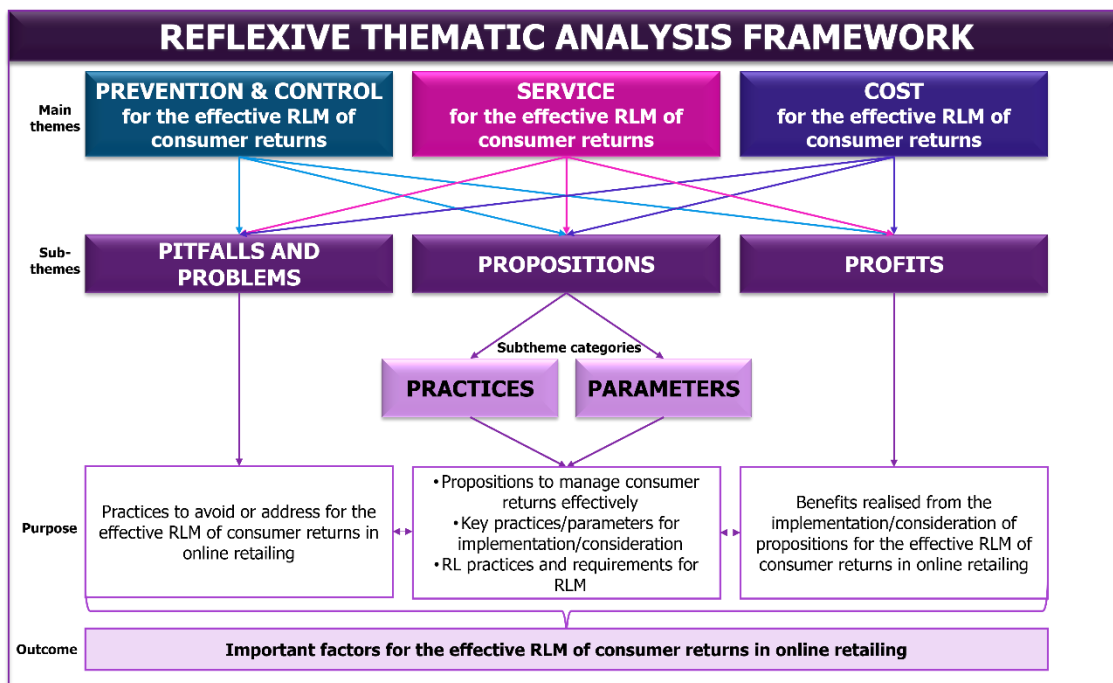 REFLEXIVE THEMATIC ANALYSIS FRAMEWORK
Main
themes
PREVENTION & CONTROL
for the effective RLM of
consumer returns
SERVICE
for the effective RLM of
consumer returns
COST
for the effective RLM of
consumer returns
Sub-
themes
PITFALLS AND
PROBLEMS
PROPOSITIONS
PROFITS
Subtheme categories
PRACTICES
PARAMETERS
Purpose
Practices to avoid or address for the
effective RLM of consumer returns in
online retailing
•Propositions to manage consumer
returns effectively
•Key practices/parameters for
implementation/consideration
•RL practices and requirements for
RLM
Benefits realised from the
implementation/consideration of
propositions for the effective RLM of
consumer returns in online retailing
Outcome
Important factors for the effective RLM of consumer returns in online retailing